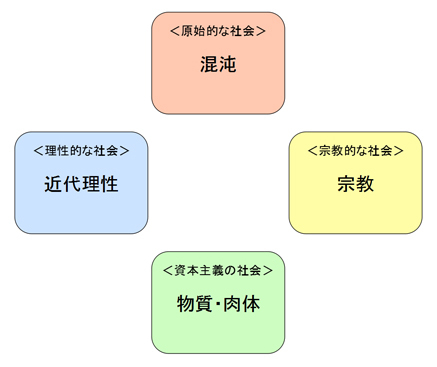 ＜原始的な社会＞
混沌
＜理性的な社会＞
近代理性
＜宗教的な社会＞
宗教
＜資本主義の社会＞
物質・肉体